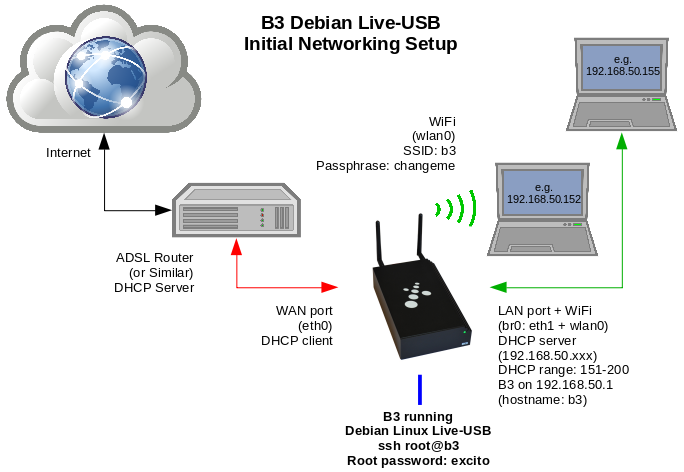 B3 Debian Live-USB
Initial Networking Setup
e.g.
192.168.50.155
WiFi
(wlan0)
SSID: b3
Passphrase: changeme
Internet
e.g.
192.168.50.152
ADSL Router
(or Similar)
DHCP Server
WAN port
(eth0)
DHCP client
LAN port + WiFi
(br0: eth1 + wlan0)
DHCP server
(192.168.50.xxx)
DHCP range: 151-200
B3 on 192.168.50.1
(hostname: b3)
B3 running
Debian Linux Live-USB
ssh root@b3
Root password: excito